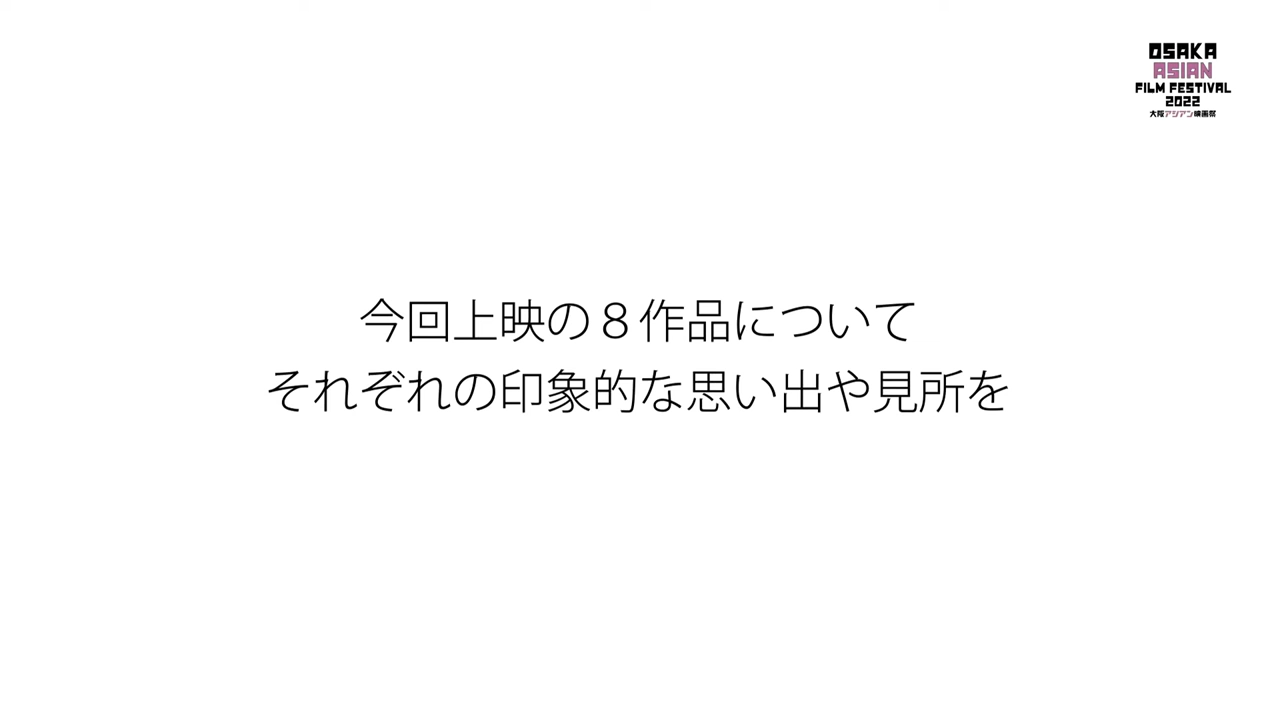 OSAKA
ASIAN
FILM FESTIVAL
2022
大阪アジアン映画祭
今回上映の８作品について
それぞれの印象的な思い出や見所を